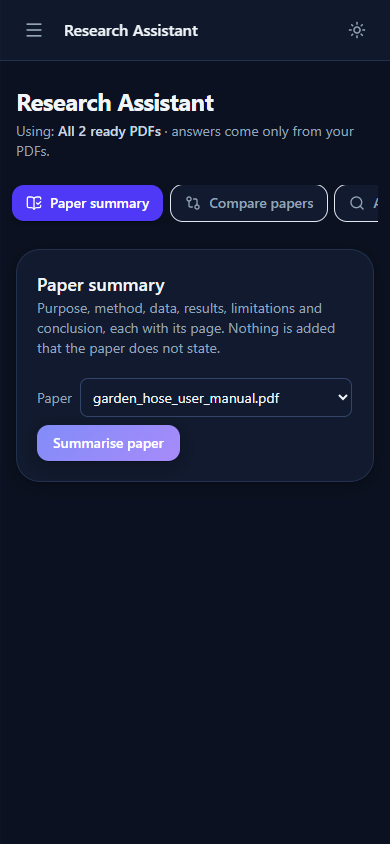 Research Assistant
Research Assistant
Using: All 2 ready PDFs · answers come only from your
PDFs.
Paper summary
Compare papers
Paper summary
Purpose, method, data, results, limitations and
conclusion, each with its page. Nothing is added
that the paper does not state.
Paper
garden_hose_user_manual.pdf
Summarise paper